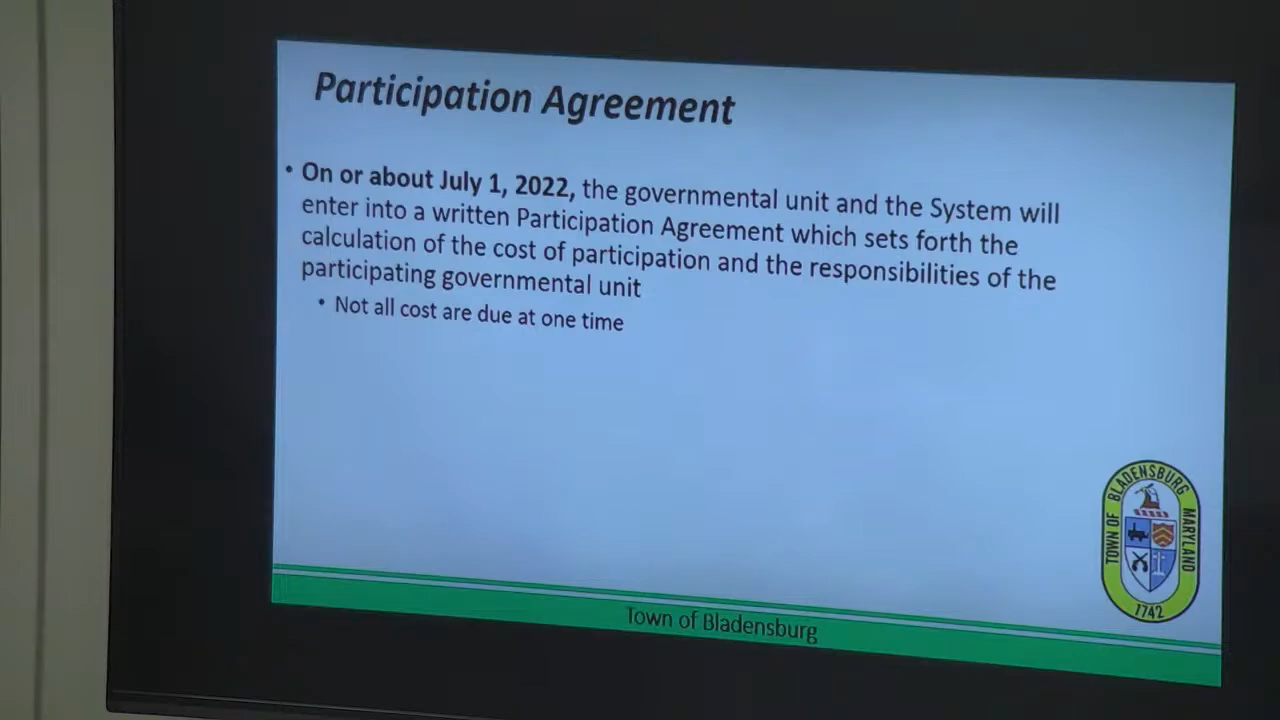 Participation Agreement
• On or about July 1, 2022, the governmental unit and the System will
enter into a written Participation Agreement which sets forth the
calculation of the cost of participation and the responsibilities of the
participating governmental unit
• Not all cost are due at one time
TOWN OF BLADENSBURG MARYLAND
1742
Town of Bladensburg